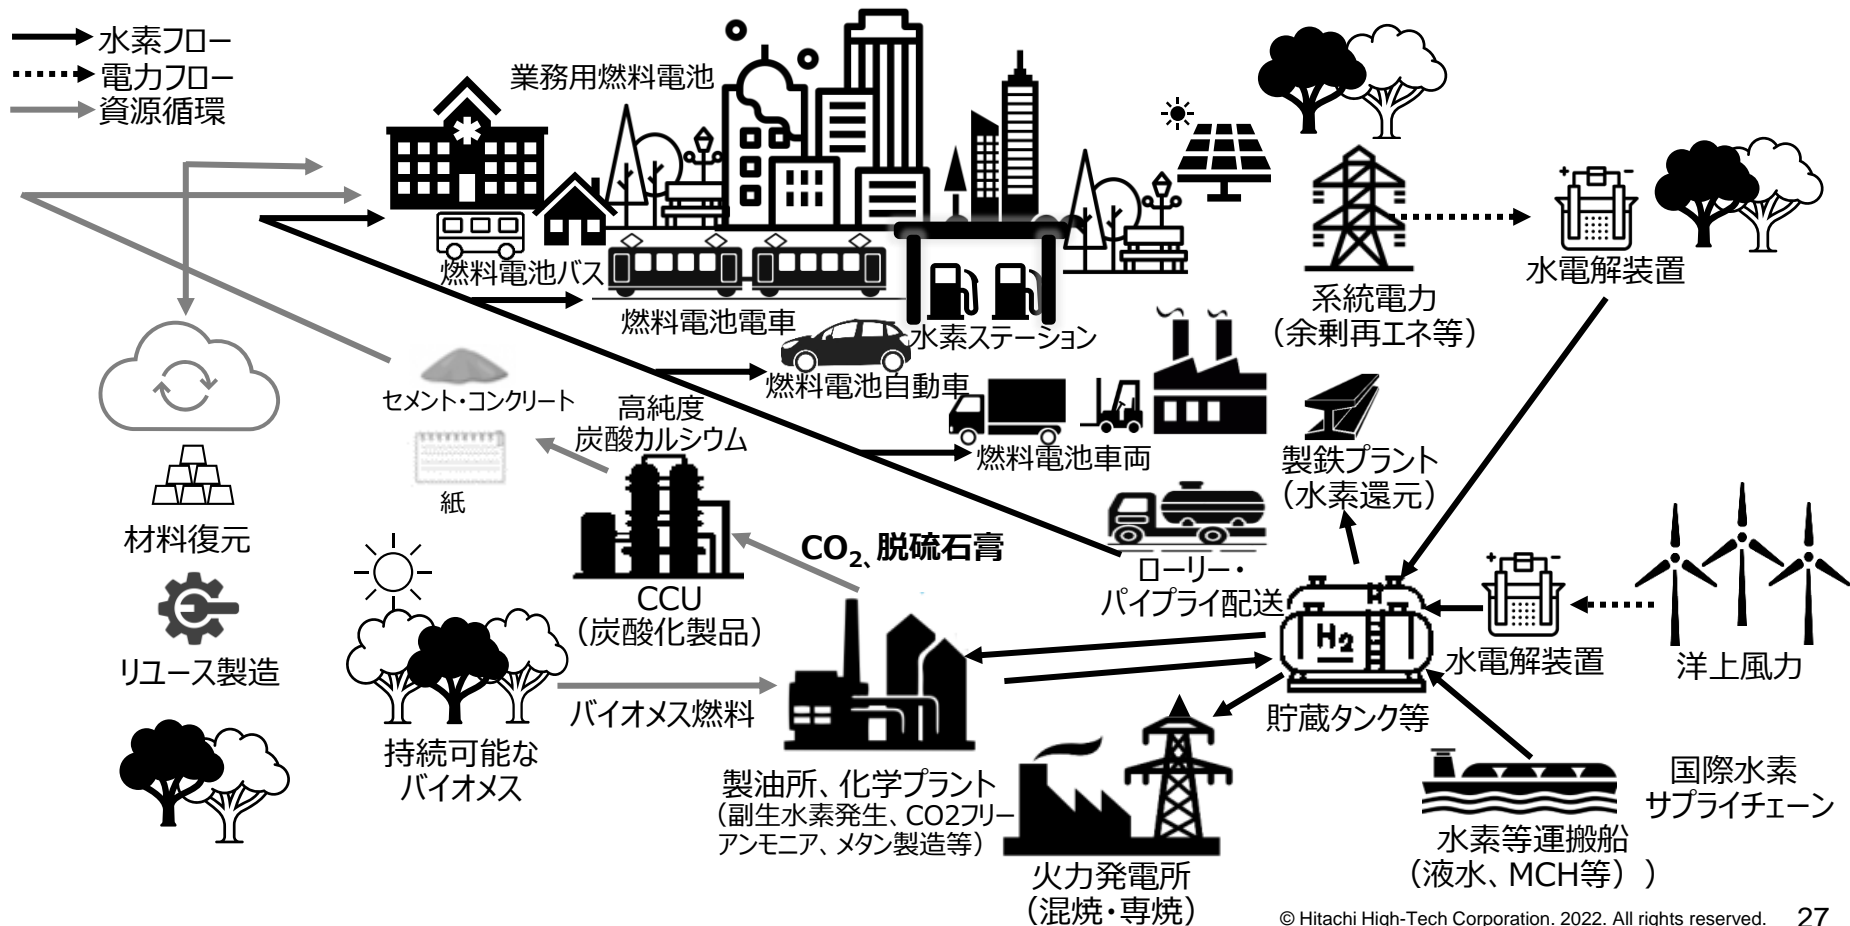 水素フロー
電力フロー
資源循環
業務用燃料電池
燃料電池バス
燃料電池電車
水素ステーション
燃料電池自動車
燃料電池車両
系統電力
（余剰再エネ等）
+ -
水電解装置
製鉄プラント
（水素還元）
セメント・コンクリート
紙
高純度
炭酸カルシウム
CCU
（炭酸化製品）
CO2、脱硫石膏
ローリー・
パイプライ配送
H2
貯蔵タンク等
+ -
水電解装置
洋上風力
材料復元
リユース製造
持続可能な
バイオメス
バイオメス燃料
製油所、化学プラント
（副生水素発生、CO2フリー
アンモニア、メタン製造等）
火力発電所
（混焼・専焼）
国際水素
サプライチェーン
水素等運搬船
（液水、MCH等））
© Hitachi High-Tech Corporation. 2022. All rights reserved. 27